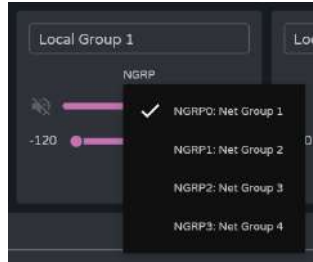 Local Group 1
Lo
NGRP
NGRP0: Net Group 1
-120
NGRP1: Net Group 2
NGRP2: Net Group 3
NGRP3: Net Group 4